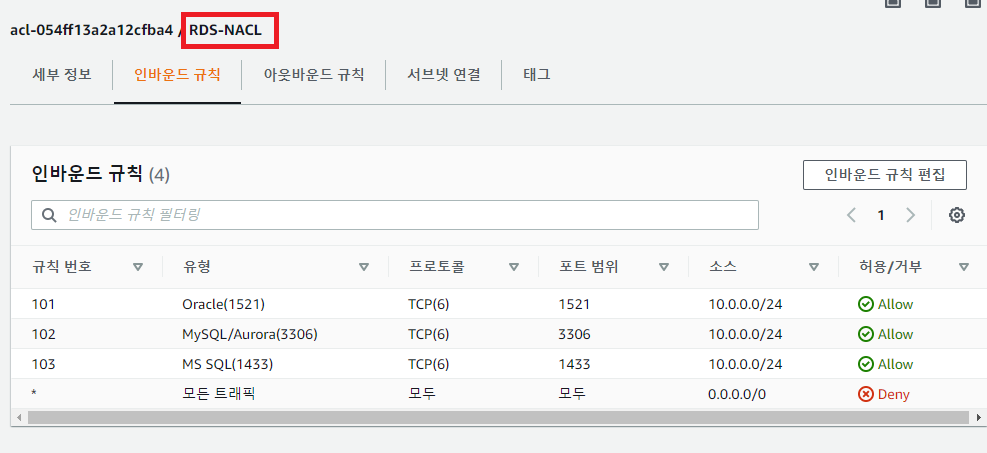 acl-054ff13a2a12cfba4 / RDS-NACL
세부 정보 인바운드 규칙 아웃바운드 규칙 서브넷 연결 태그
인바운드 규칙 (4) 인바운드 규칙 편집
인바운드 규칙 필터링 1
규칙 번호 유형 프로토콜 포트 범위 소스 허용/거부
101 Oracle(1521) TCP(6) 1521 10.0.0.0/24 Allow
102 MySQL/Aurora(3306) TCP(6) 3306 10.0.0.0/24 Allow
103 MS SQL(1433) TCP(6) 1433 10.0.0.0/24 Allow
* 모든 트래픽 모두 모두 0.0.0.0/0 Deny